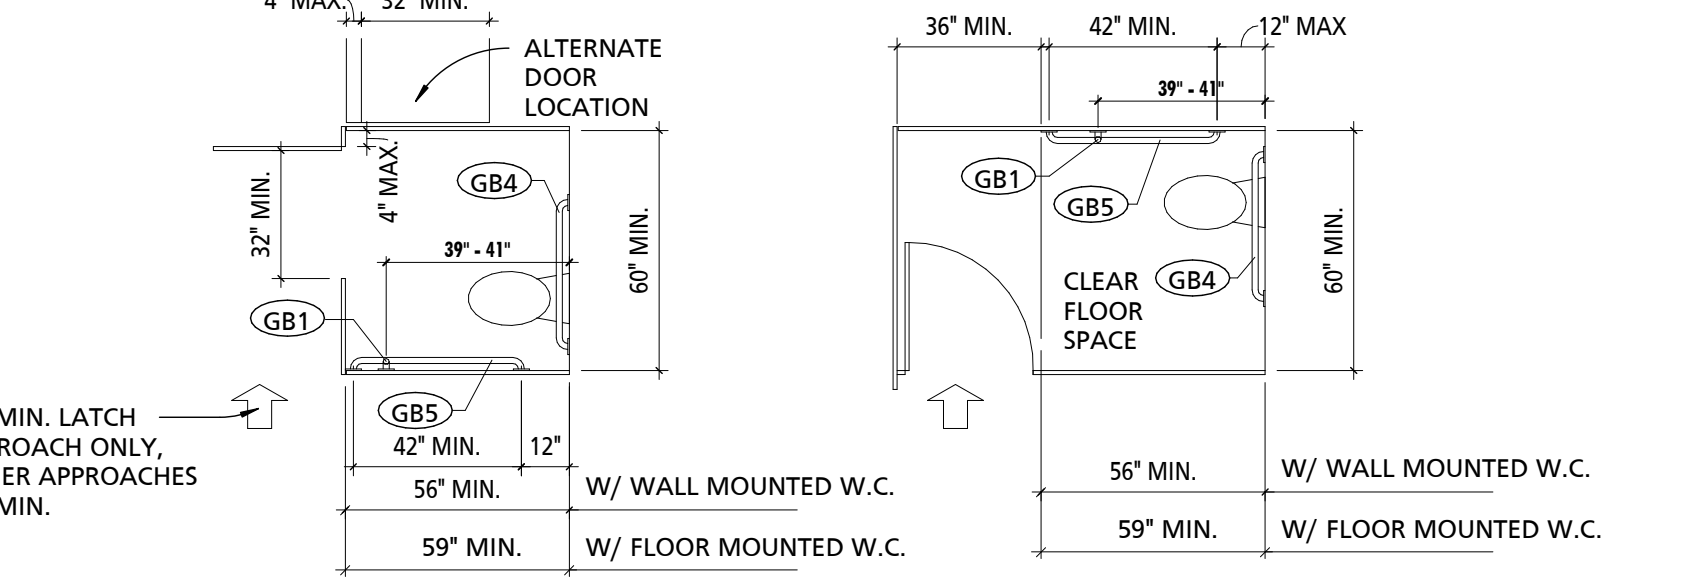 4" MAX.
32" MIN.
ALTERNATE
DOOR
LOCATION
4" MAX.
32" MIN.
GB4
39" - 41"
60" MIN.
GB1
GB5
MIN. LATCH
ROACH ONLY,
ER APPROACHES
MIN.
42" MIN.
12"
56" MIN.
W/ WALL MOUNTED W.C.
59" MIN.
W/ FLOOR MOUNTED W.C.
36" MIN.
42" MIN.
12" MAX
39" - 41"
GB1
GB5
GB4
CLEAR
FLOOR
SPACE
60" MIN.
56" MIN.
W/ WALL MOUNTED W.C.
59" MIN.
W/ FLOOR MOUNTED W.C.